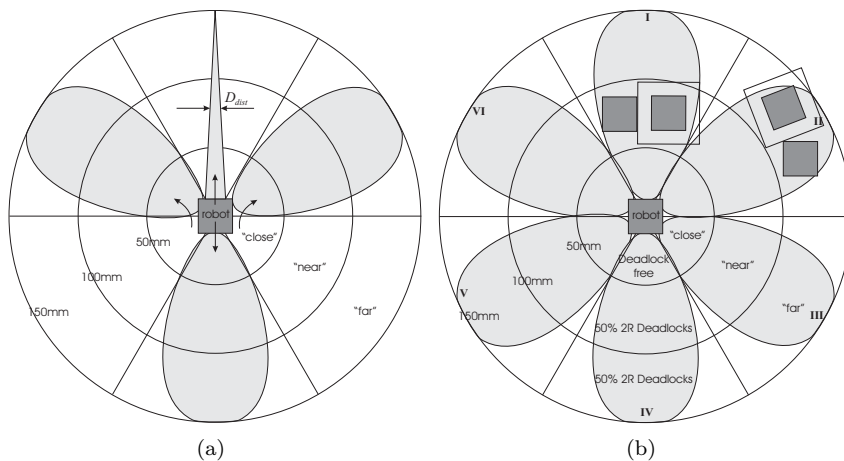 D_dist
robot
"close"
50mm
"near"
100mm
150mm
"far"
(a)
I
II
VI
robot
"close"
50mm
Deadlock
free
"near"
100mm
V
150mm
"far"
III
50% 2R Deadlocks
50% 2R Deadlocks
IV
(b)